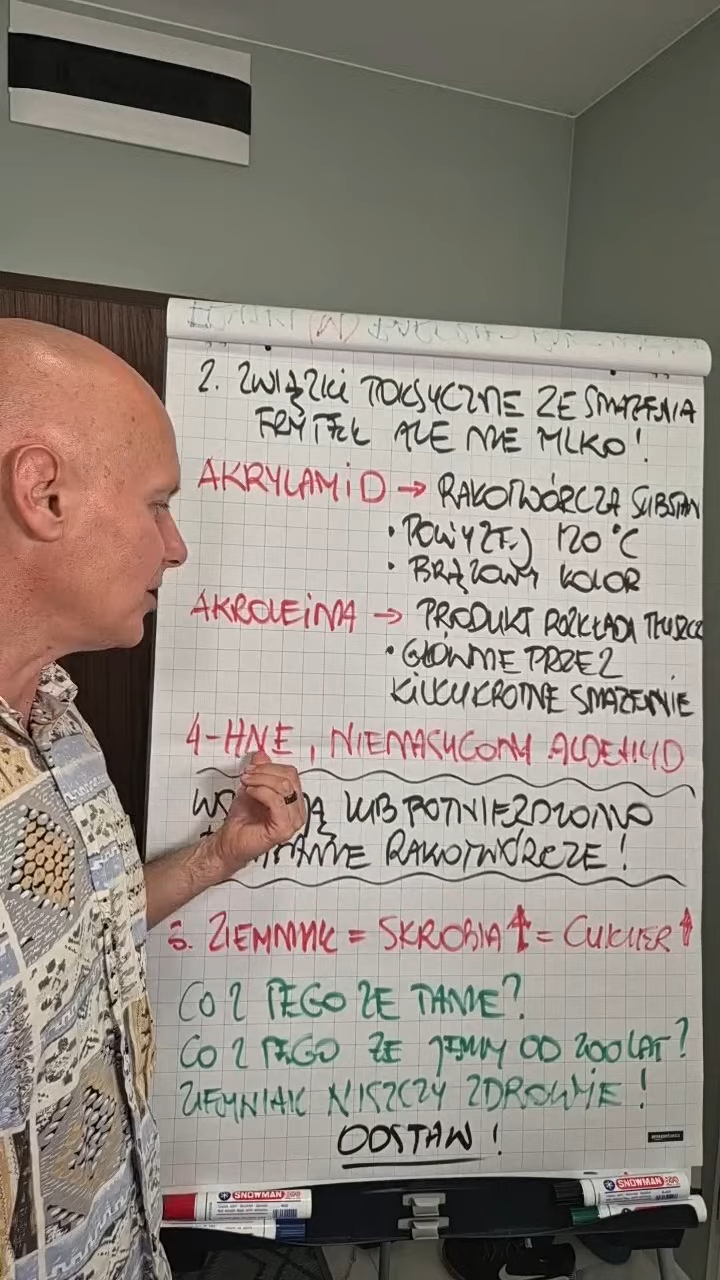 2. ZWIĄZKI TOKSYCZNE ZE SMAŻENIA
FRYTEK ALE NIE TYLKO!
AKRYLAMID → RAKOTWÓRCZA SUBSTAN
• POWYŻEJ 120°C
• BRĄZOWY KOLOR
AKROLEINA → PRODUKT ROZKŁADU TŁUSZCZ
• GŁÓWNIE PRZEZ
KILKUKROTNE SMAŻENIE
4-HNE, NIENASYCONY ALDEHYD
LUB POTWIERDZONO
RAKOTWÓRCZE!
3. ZIEMNIAK = SKROBIA ↑ = CUKIER ↑
CO Z TEGO ŻE TANIE?
CO Z TEGO ŻE JEMY OD 200 LAT?
ZIEMNIAK NISZCZY ZDROWIE!
ODSTAW!
SNOWMAN
SNOWMAN